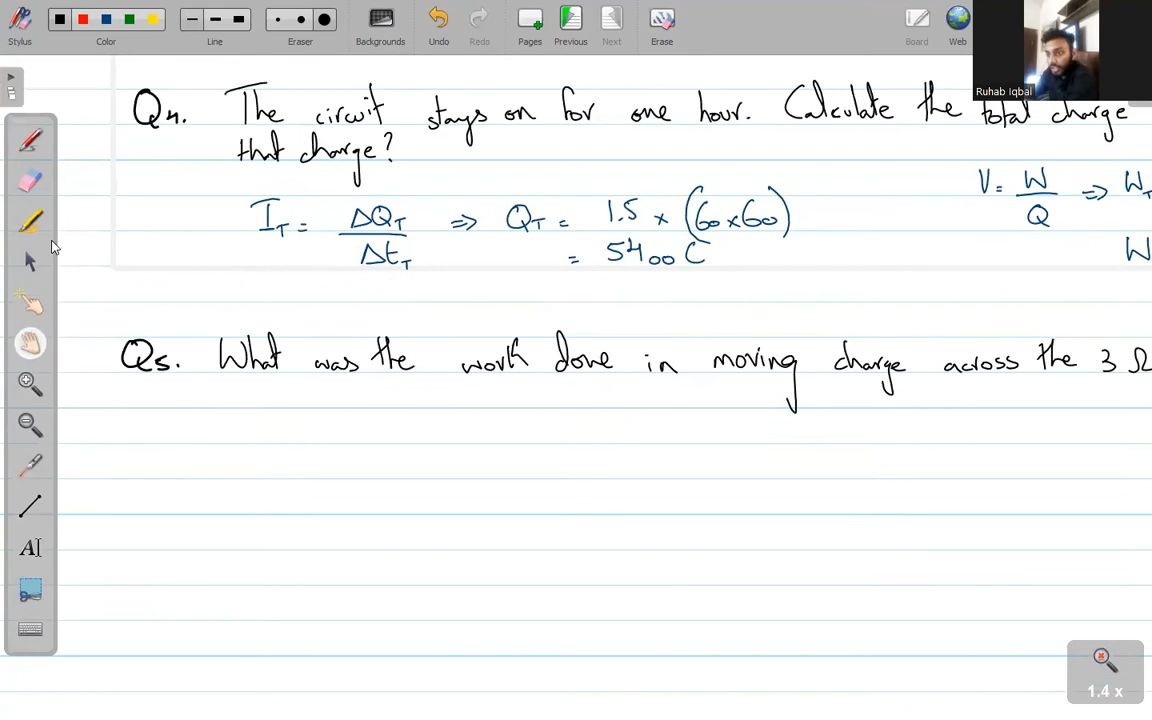 Stylus Color Line Eraser Backgrounds Undo Redo Pages Previous Next Erase Board Web
Ruhab Iqbal
Q4. The circuit stays on for one hour. Calculate the total charge
that charge?
I_T = ΔQ_T / Δt_T ⇒ Q_T = 1.5 × (60×60)
= 5400 C
V = W / Q ⇒ W_T
W
Q5. What was the work done in moving charge across the 3 Ω
AI
1.4 x